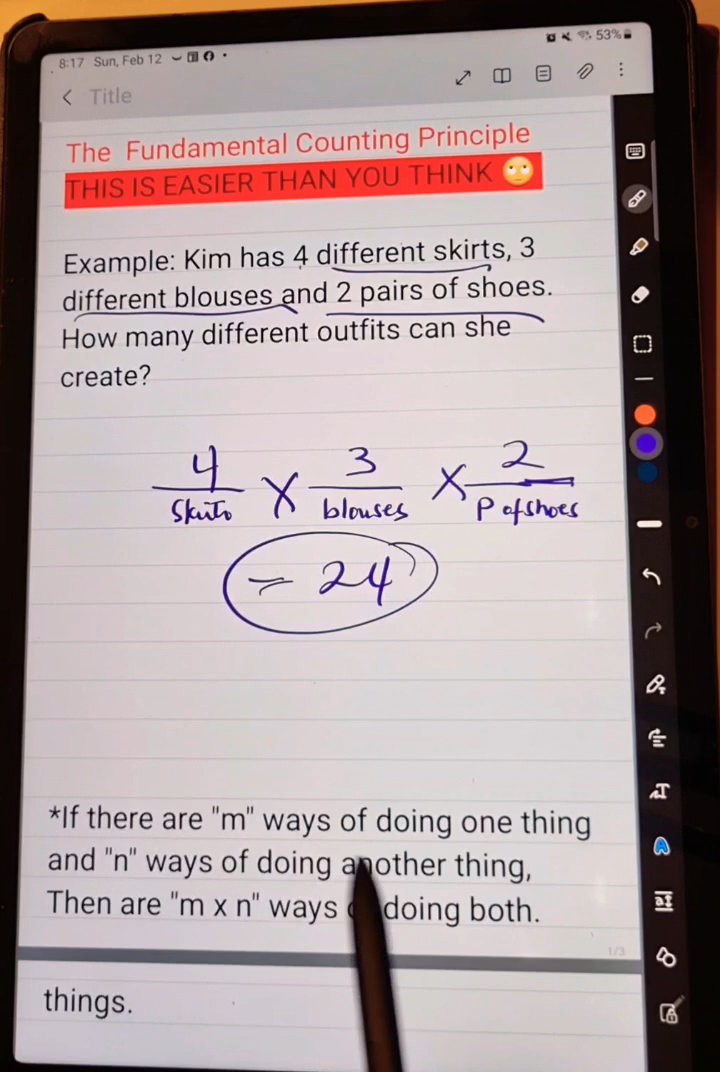 8:17 Sun, Feb 12
53%
Title
The Fundamental Counting Principle
THIS IS EASIER THAN YOU THINK 🙄
Example: Kim has 4 different skirts, 3
different blouses and 2 pairs of shoes.
How many different outfits can she
create?
4 X 3 X 2
Skirts blouses P of shoes
= 24
*If there are "m" ways of doing one thing
and "n" ways of doing another thing,
Then are "m x n" ways doing both.
1/3
things.